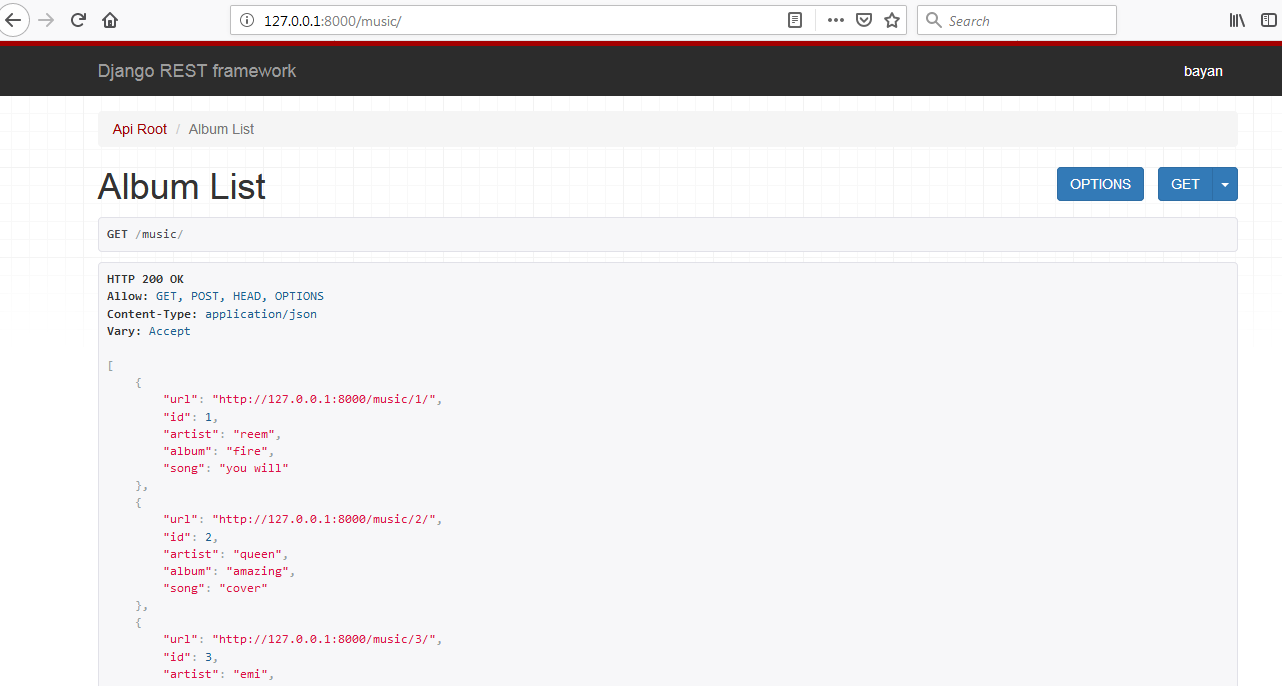 127.0.0.1:8000/music/
Search
Django REST framework
bayan
Api Root / Album List
Album List
OPTIONS
GET
GET /music/
HTTP 200 OK
Allow: GET, POST, HEAD, OPTIONS
Content-Type: application/json
Vary: Accept
[
    {
        "url": "http://127.0.0.1:8000/music/1/",
        "id": 1,
        "artist": "reem",
        "album": "fire",
        "song": "you will"
    },
    {
        "url": "http://127.0.0.1:8000/music/2/",
        "id": 2,
        "artist": "queen",
        "album": "amazing",
        "song": "cover"
    },
    {
        "url": "http://127.0.0.1:8000/music/3/",
        "id": 3,
        "artist": "emi",